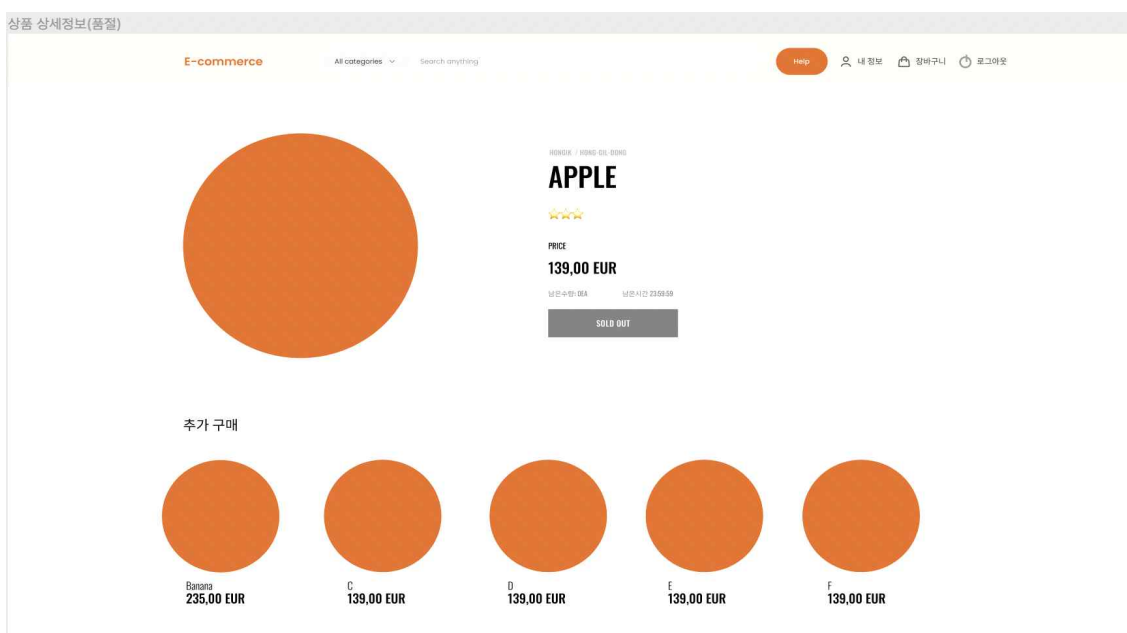 상품 상세정보(품절)
E-commerce All categories Search anything Help 내 정보 장바구니 로그아웃
HONGIK / HONG-GIL-DONG
APPLE
PRICE
139,00 EUR
남은수량: DEA 남은시간 23:59:59
SOLD OUT
추가 구매
Banana C D E F
235,00 EUR 139,00 EUR 139,00 EUR 139,00 EUR 139,00 EUR